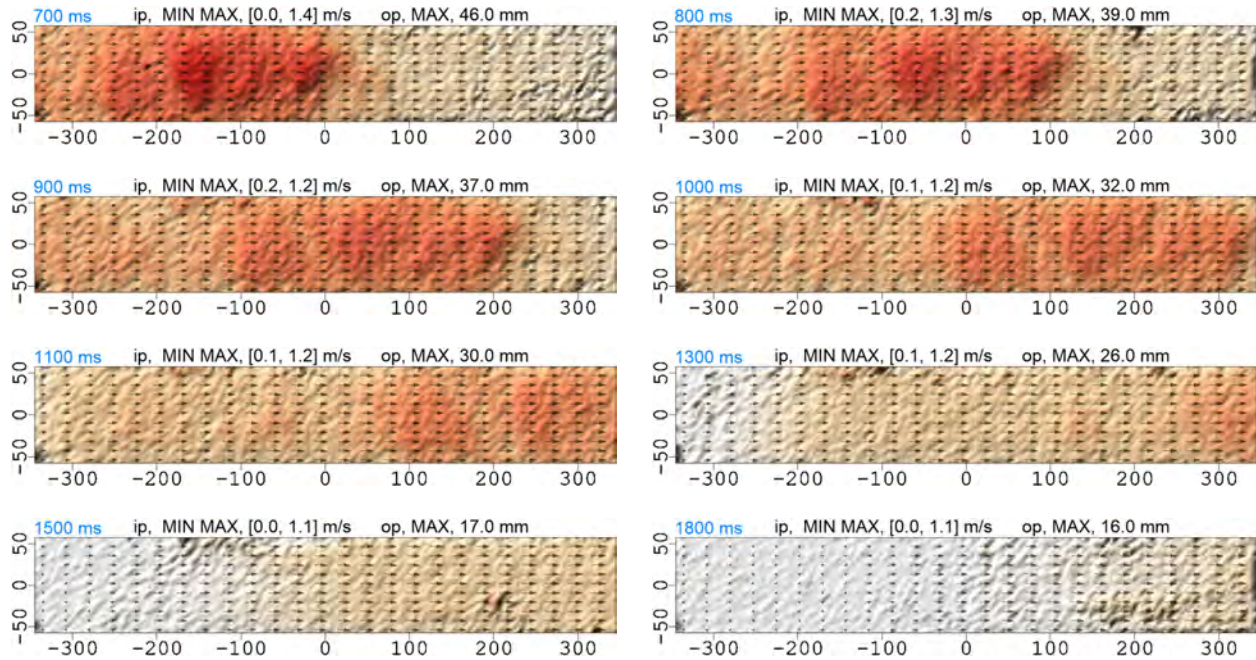 700 ms ip, MIN MAX, [0.0, 1.4] m/s op, MAX, 46.0 mm
50
0
−50
−300 −200 −100 0 100 200 300
800 ms ip, MIN MAX, [0.2, 1.3] m/s op, MAX, 39.0 mm
50
0
−50
−300 −200 −100 0 100 200 300
900 ms ip, MIN MAX, [0.2, 1.2] m/s op, MAX, 37.0 mm
50
0
−50
−300 −200 −100 0 100 200 300
1000 ms ip, MIN MAX, [0.1, 1.2] m/s op, MAX, 32.0 mm
50
0
−50
−300 −200 −100 0 100 200 300
1100 ms ip, MIN MAX, [0.1, 1.2] m/s op, MAX, 30.0 mm
50
0
−50
−300 −200 −100 0 100 200 300
1300 ms ip, MIN MAX, [0.1, 1.2] m/s op, MAX, 26.0 mm
50
0
−50
−300 −200 −100 0 100 200 300
1500 ms ip, MIN MAX, [0.0, 1.1] m/s op, MAX, 17.0 mm
50
0
−50
−300 −200 −100 0 100 200 300
1800 ms ip, MIN MAX, [0.0, 1.1] m/s op, MAX, 16.0 mm
50
0
−50
−300 −200 −100 0 100 200 300